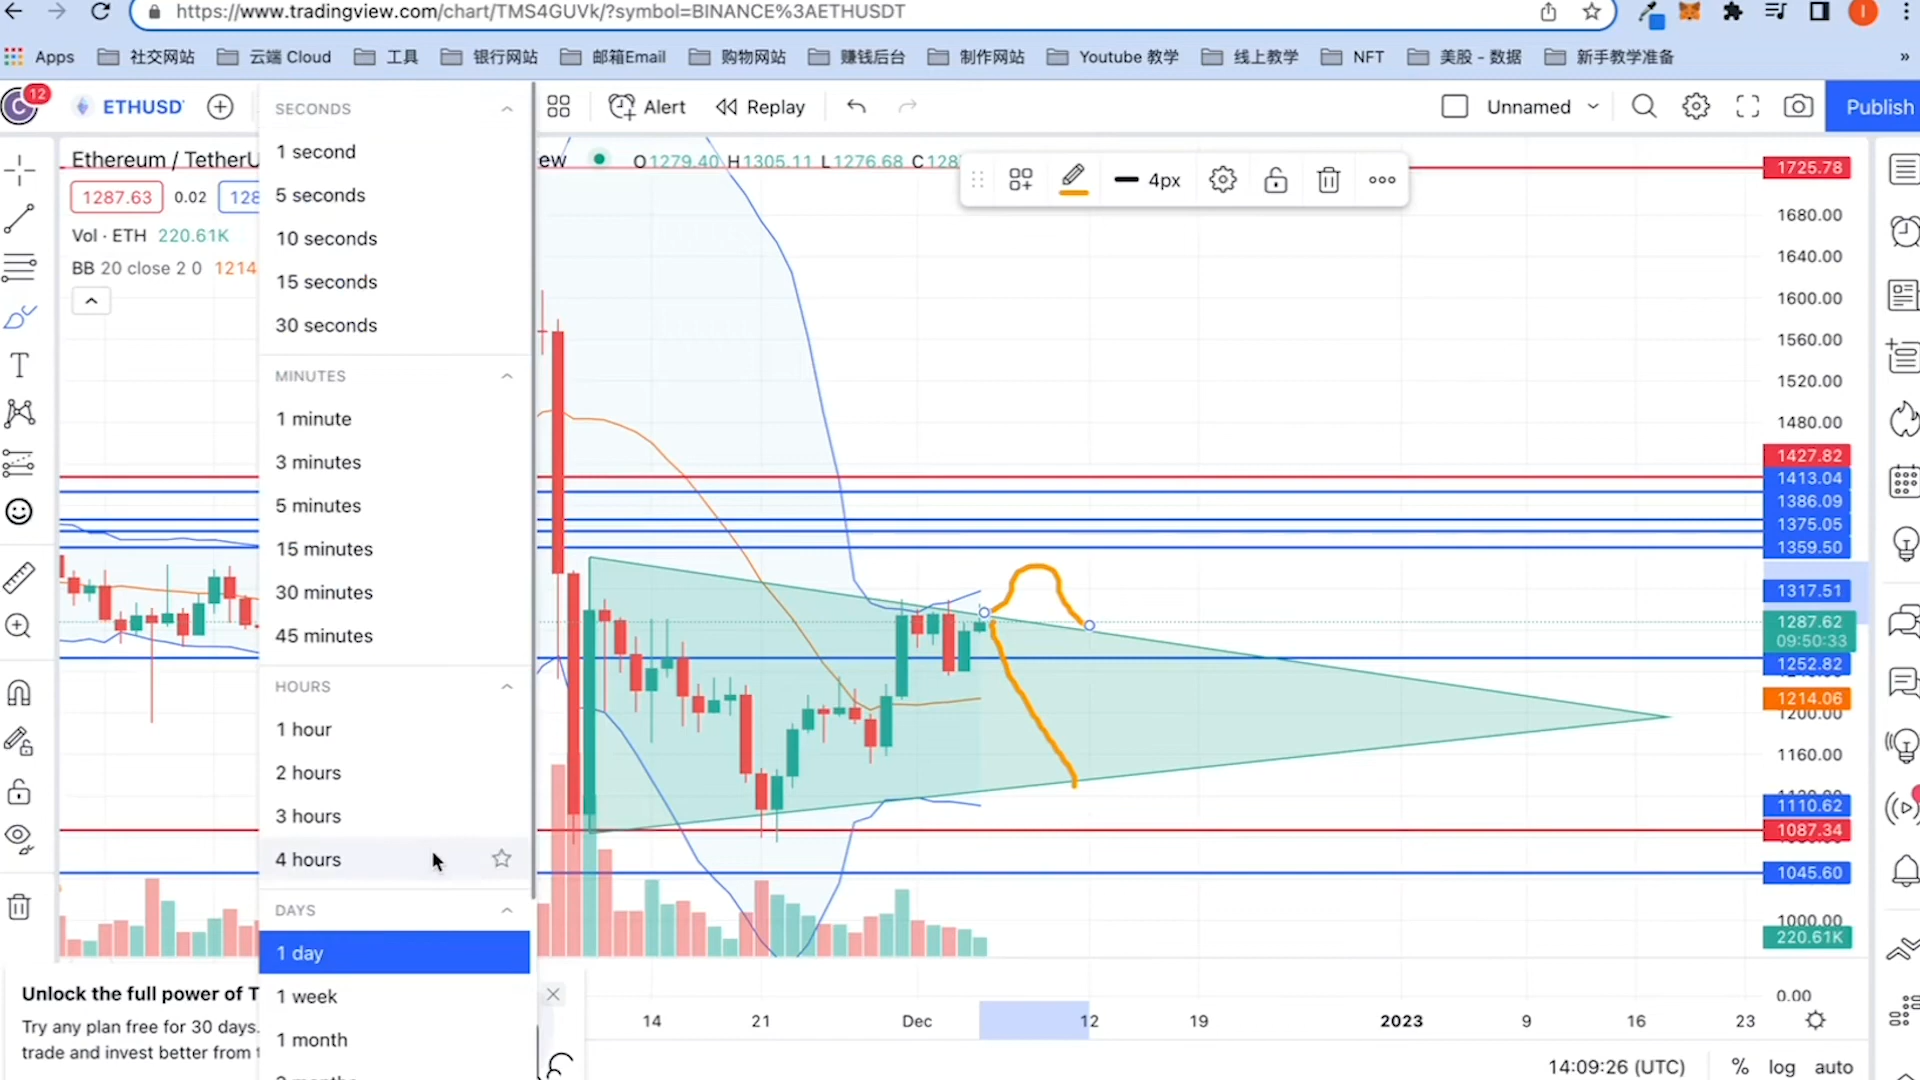 https://www.tradingview.com/chart/TMS4GUVk/?symbol=BINANCE%3AETHUSDT
Apps 社交网站 云端 Cloud 工具 银行网站 邮箱Email 购物网站 赚钱后台 制作网站 Youtube 教学 线上教学 NFT 美股 - 数据 新手教学准备 »
C 12 ETHUSD Alert Replay Unnamed Publish
Ethereum / TetherU ew O1279.40 H1305.11 L1276.68 C128
1287.63 0.02 128
Vol · ETH 220.61K
BB 20 close 2 0 1214
SECONDS
1 second
5 seconds
10 seconds
15 seconds
30 seconds
MINUTES
1 minute
3 minutes
5 minutes
15 minutes
30 minutes
45 minutes
HOURS
1 hour
2 hours
3 hours
4 hours
DAYS
1 day
1 week
1 month
4px
1725.78
1680.00
1640.00
1600.00
1560.00
1520.00
1480.00
1427.82
1413.04
1386.09
1375.05
1359.50
1317.51
1287.62
09:50:33
1252.82
1214.06
1200.00
1160.00
1110.62
1087.34
1045.60
1000.00
220.61K
0.00
14 21 Dec 12 19 2023 9 16 23
Unlock the full power of T
Try any plan free for 30 days.
trade and invest better from t
14:09:26 (UTC) % log auto